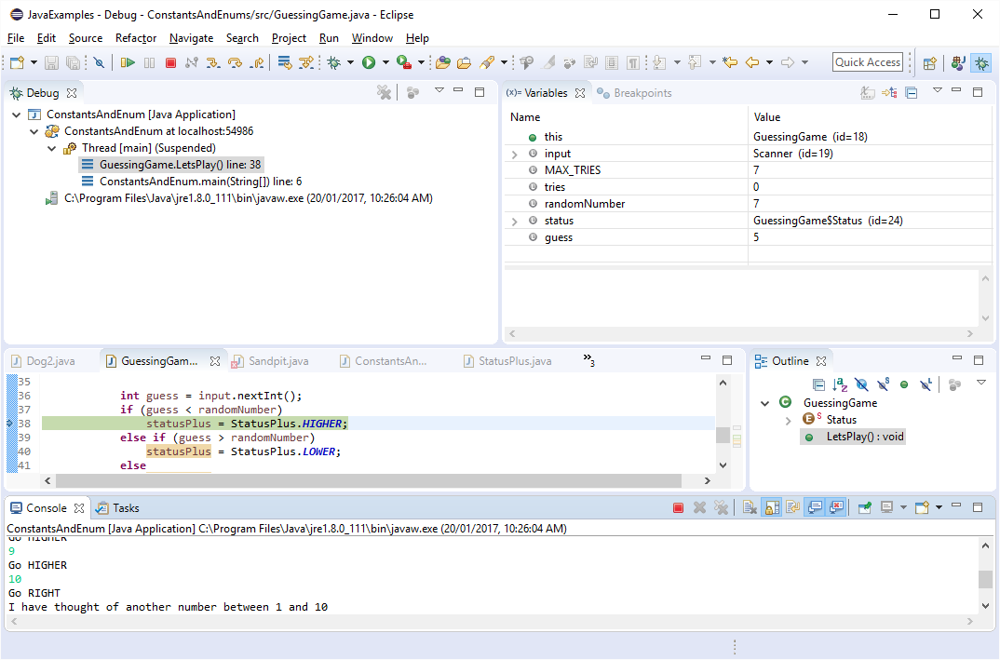 JavaExamples - Debug - ConstantsAndEnums/src/GuessingGame.java - Eclipse
File Edit Source Refactor Navigate Search Project Run Window Help
Quick Access
Debug
ConstantsAndEnum [Java Application]
ConstantsAndEnum at localhost:54986
Thread [main] (Suspended)
GuessingGame.LetsPlay() line: 38
ConstantsAndEnum.main(String[]) line: 6
C:\Program Files\Java\jre1.8.0_111\bin\javaw.exe (20/01/2017, 10:26:04 AM)
(x)= Variables Breakpoints
Name Value
this GuessingGame (id=18)
input Scanner (id=19)
MAX_TRIES 7
tries 0
randomNumber 7
status GuessingGame$Status (id=24)
guess 5
Dog2.java GuessingGam... Sandpit.java ConstantsAn... StatusPlus.java »3
35
36 int guess = input.nextInt();
37 if (guess < randomNumber)
38 statusPlus = StatusPlus.HIGHER;
39 else if (guess > randomNumber)
40 statusPlus = StatusPlus.LOWER;
41 else
Outline
GuessingGame
Status
LetsPlay() : void
Console Tasks
ConstantsAndEnum [Java Application] C:\Program Files\Java\jre1.8.0_111\bin\javaw.exe (20/01/2017, 10:26:04 AM)
Go HIGHER
9
Go HIGHER
10
Go RIGHT
I have thought of another number between 1 and 10